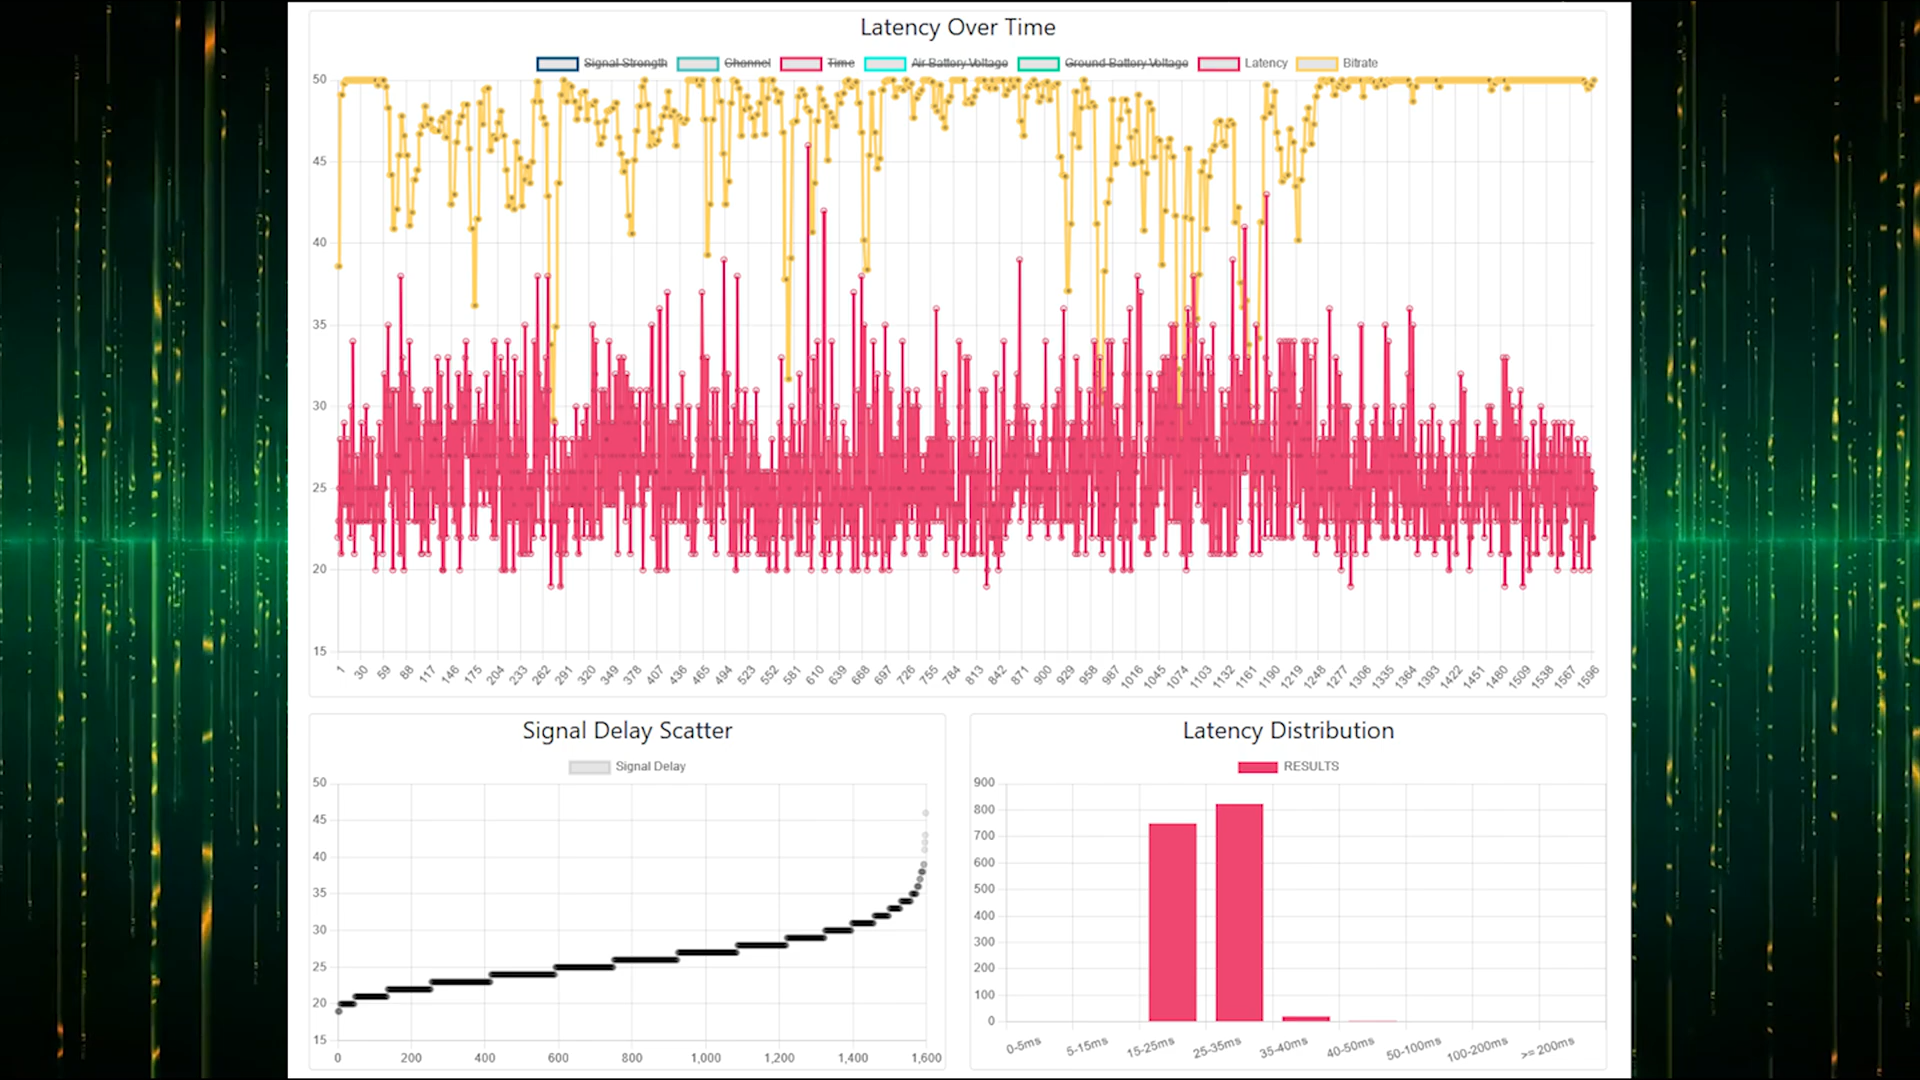 Latency Over Time
Signal Strength Channel Time Air Battery Voltage Ground Battery Voltage Latency Bitrate
50
45
40
35
30
25
20
15
1 30 59 88 117 146 175 204 233 262 291 320 349 378 407 436 465 494 523 552 581 610 639 668 697 726 755 784 813 842 871 900 929 958 987 1016 1045 1074 1103 1132 1161 1190 1219 1248 1277 1306 1335 1364 1393 1422 1451 1480 1509 1538 1567 1596
Signal Delay Scatter
Signal Delay
50
45
40
35
30
25
20
15
0 200 400 600 800 1,000 1,200 1,400 1,600
Latency Distribution
RESULTS
900
800
700
600
500
400
300
200
100
0
0-5ms 5-15ms 15-25ms 25-35ms 35-40ms 40-50ms 50-100ms 100-200ms >= 200ms